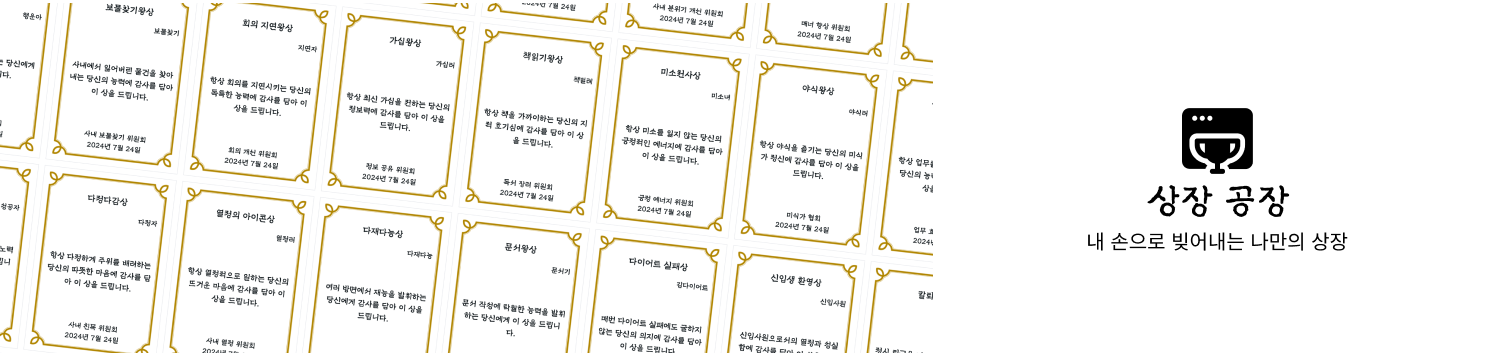 행운아
는 당신에게
니다.
보물찾기왕상
보물찾기
사내에서 잃어버린 물건을 찾아
내는 당신의 능력에 감사를 담아
이 상을 드립니다.
사내 보물찾기 위원회
2024년 7월 24일
회의 지연왕상
지연자
항상 회의를 지연시키는 당신의
독특한 능력에 감사를 담아 이
상을 드립니다.
회의 개선 위원회
2024년 7월 24일
가십왕상
가십러
항상 최신 가십을 전하는 당신의
정보력에 감사를 담아 이 상을
드립니다.
정보 공유 위원회
2024년 7월 24일
7월 24일
책읽기왕상
책벌레
항상 책을 가까이하는 당신의 지
적 호기심에 감사를 담아 이 상
을 드립니다.
독서 장려 위원회
2024년 7월 24일
사내 분위기 개선 위원회
2024년 7월 24일
미소천사상
미소녀
항상 미소를 잃지 않는 당신의
긍정적인 에너지에 감사를 담아
이 상을 드립니다.
긍정 에너지 위원회
2024년 7월 24일
매너 향상 위원회
2024년 7월 24일
야식왕상
야식러
항상 야식을 즐기는 당신의 미식
가 정신에 감사를 담아 이 상을
드립니다.
미식가 협회
2024년 7월 24일
항상 업무를
당신의 능
상을
업무 효
2024년
성공자
노력
다정다감상
다정자
항상 다정하게 주위를 배려하는
당신의 따뜻한 마음에 감사를 담
아 이 상을 드립니다.
사내 친목 위원회
2024년 7월 24일
열정의 아이콘상
열정러
항상 열정적으로 일하는 당신의
뜨거운 마음에 감사를 담아 이
상을 드립니다.
사내 열정 위원회
다재다능상
다재다능
여러 방면에서 재능을 발휘하는
당신에게 감사를 담아 이 상을
드립니다.
문서왕상
문서기
문서 작성에 탁월한 능력을 발휘
하는 당신에게 이 상을 드립니
다.
다이어트 실패상
김다이어트
매번 다이어트 실패에도 굴하지
않는 당신의 의지에 감사를 담아
이 상을 드립니다.
신입생 환영상
신입사원
신입사원으로서의 열정과 성실
함에 감사를 담아 이 상을
칼퇴
상장 공장
내 손으로 빚어내는 나만의 상장